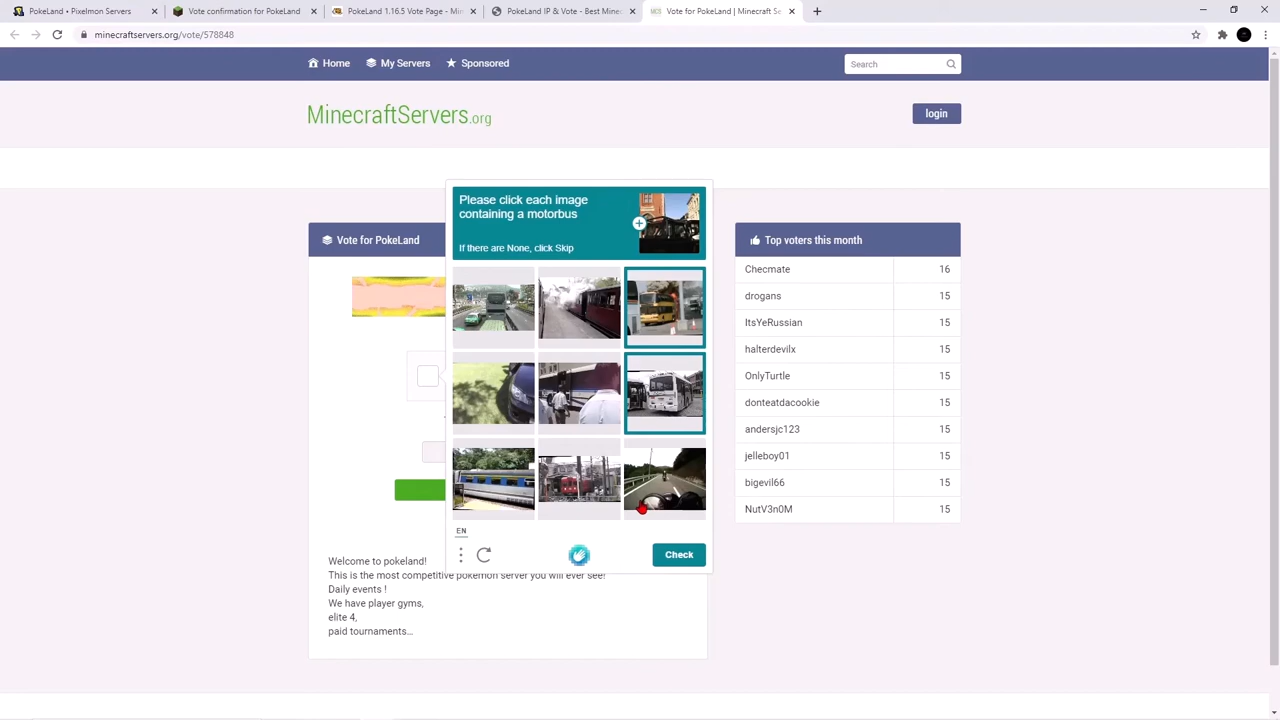 PokeLand • Pixelmon Servers
Vote confirmation for PokeLand
PokeLand 1.16.5 Vote Page - Min
PokeLand IP & Vote - Best Minec
Vote for PokeLand | Minecraft Se
minecraftservers.org/vote/578848
Home
My Servers
Sponsored
Search
MinecraftServers.org
login
Please click each image
containing a motorbus
If there are None, click Skip
Vote for PokeLand
Top voters this month
Checmate 16
drogans 15
ItsYeRussian 15
halterdevilx 15
OnlyTurtle 15
donteatdacookie 15
andersjc123 15
jelleboy01 15
bigevil66 15
NutV3n0M 15
EN
Check
Welcome to pokeland!
This is the most competitive pokemon server you will ever see!
Daily events !
We have player gyms,
elite 4,
paid tournaments…